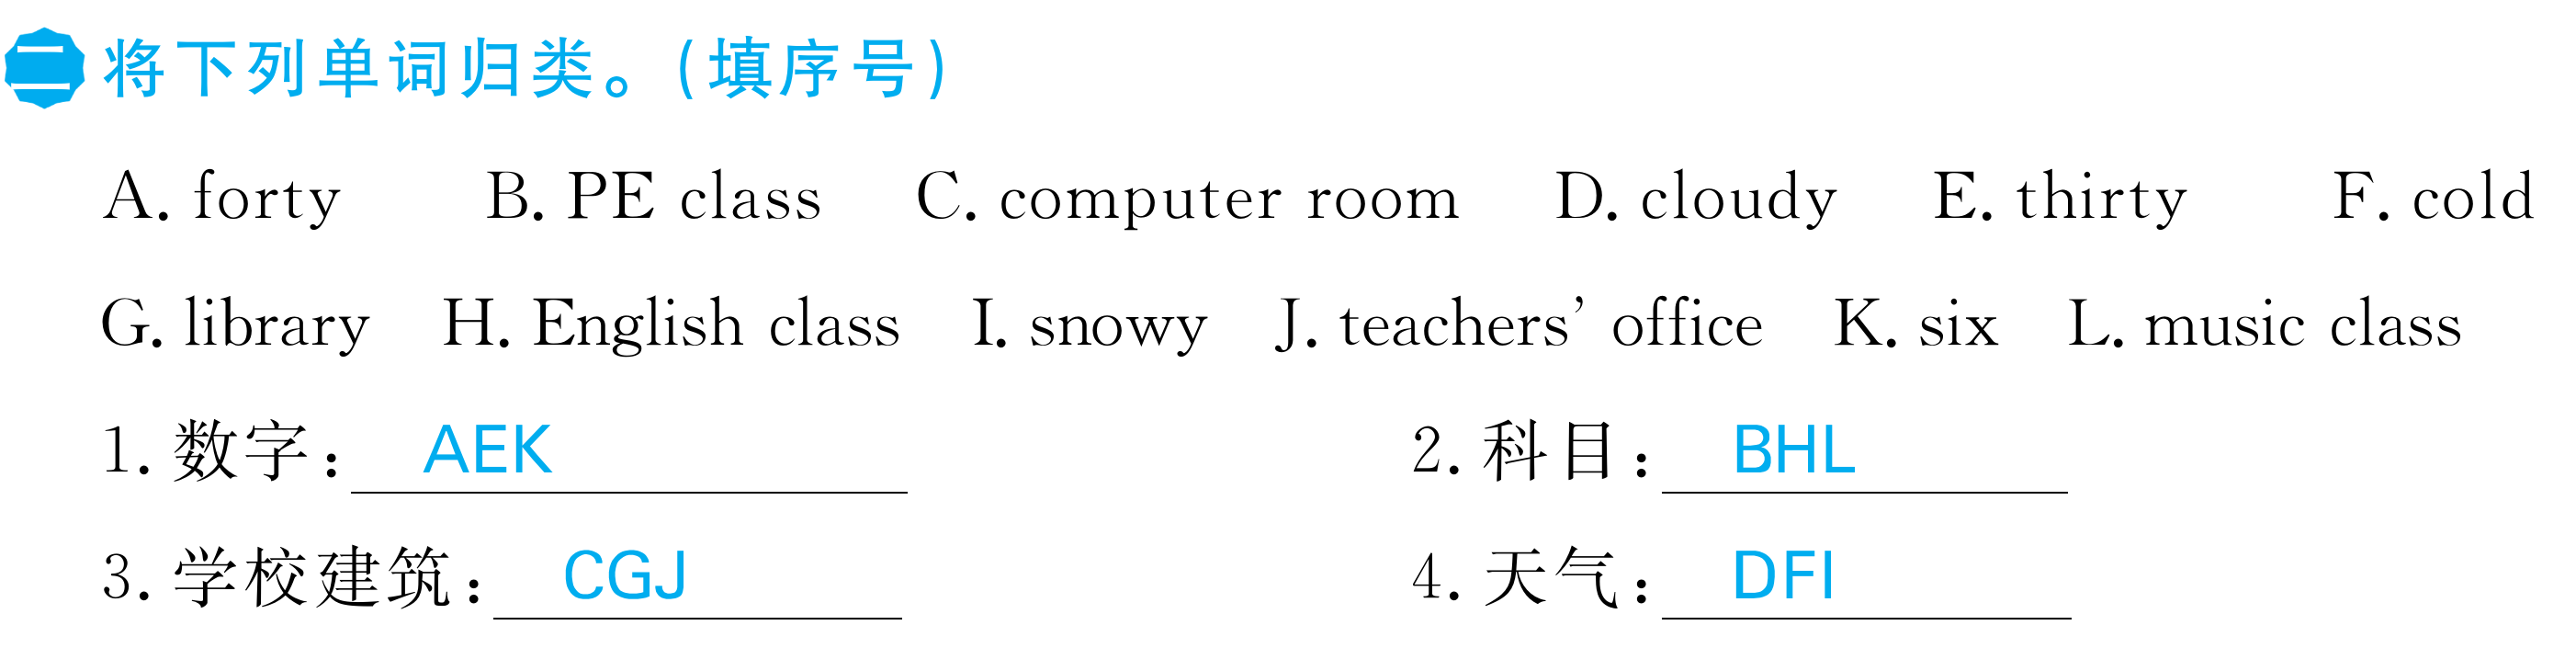 二 将下列单词归类。(填序号)
A. forty B. PE class C. computer room D. cloudy E. thirty F. cold
G. library H. English class I. snowy J. teachers’ office K. six L. music class
1. 数字：AEK 2. 科目：BHL
3. 学校建筑：CGJ 4. 天气：DFI